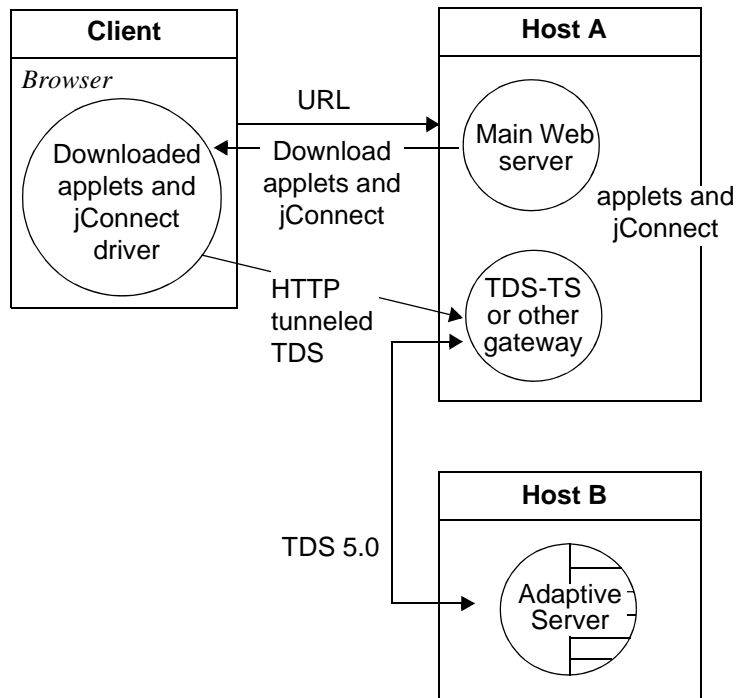 Client
Browser
Downloaded
applets and
jConnect
driver
URL
Download
applets and
jConnect
HTTP
tunneled
TDS
Host A
Main Web
server
applets and
jConnect
TDS-TS
or other
gateway
TDS 5.0
Host B
Adaptive
Server